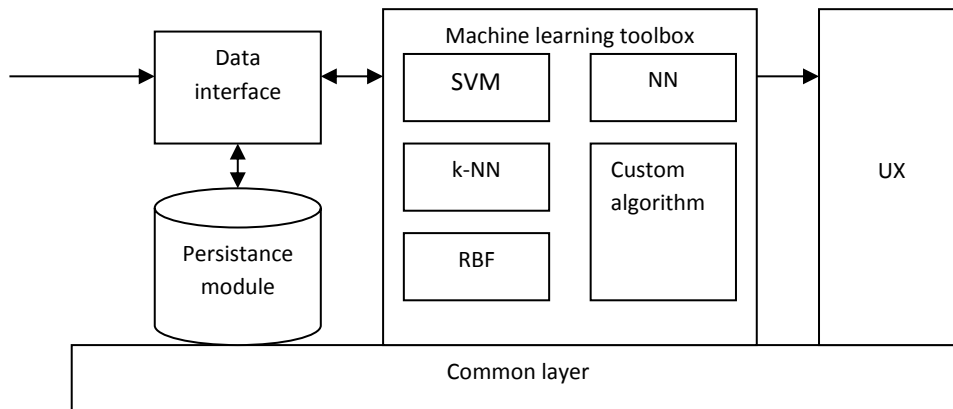 Machine learning toolbox
Data
interface
SVM
NN
k-NN
Custom
algorithm
UX
Persistance
module
RBF
Common layer